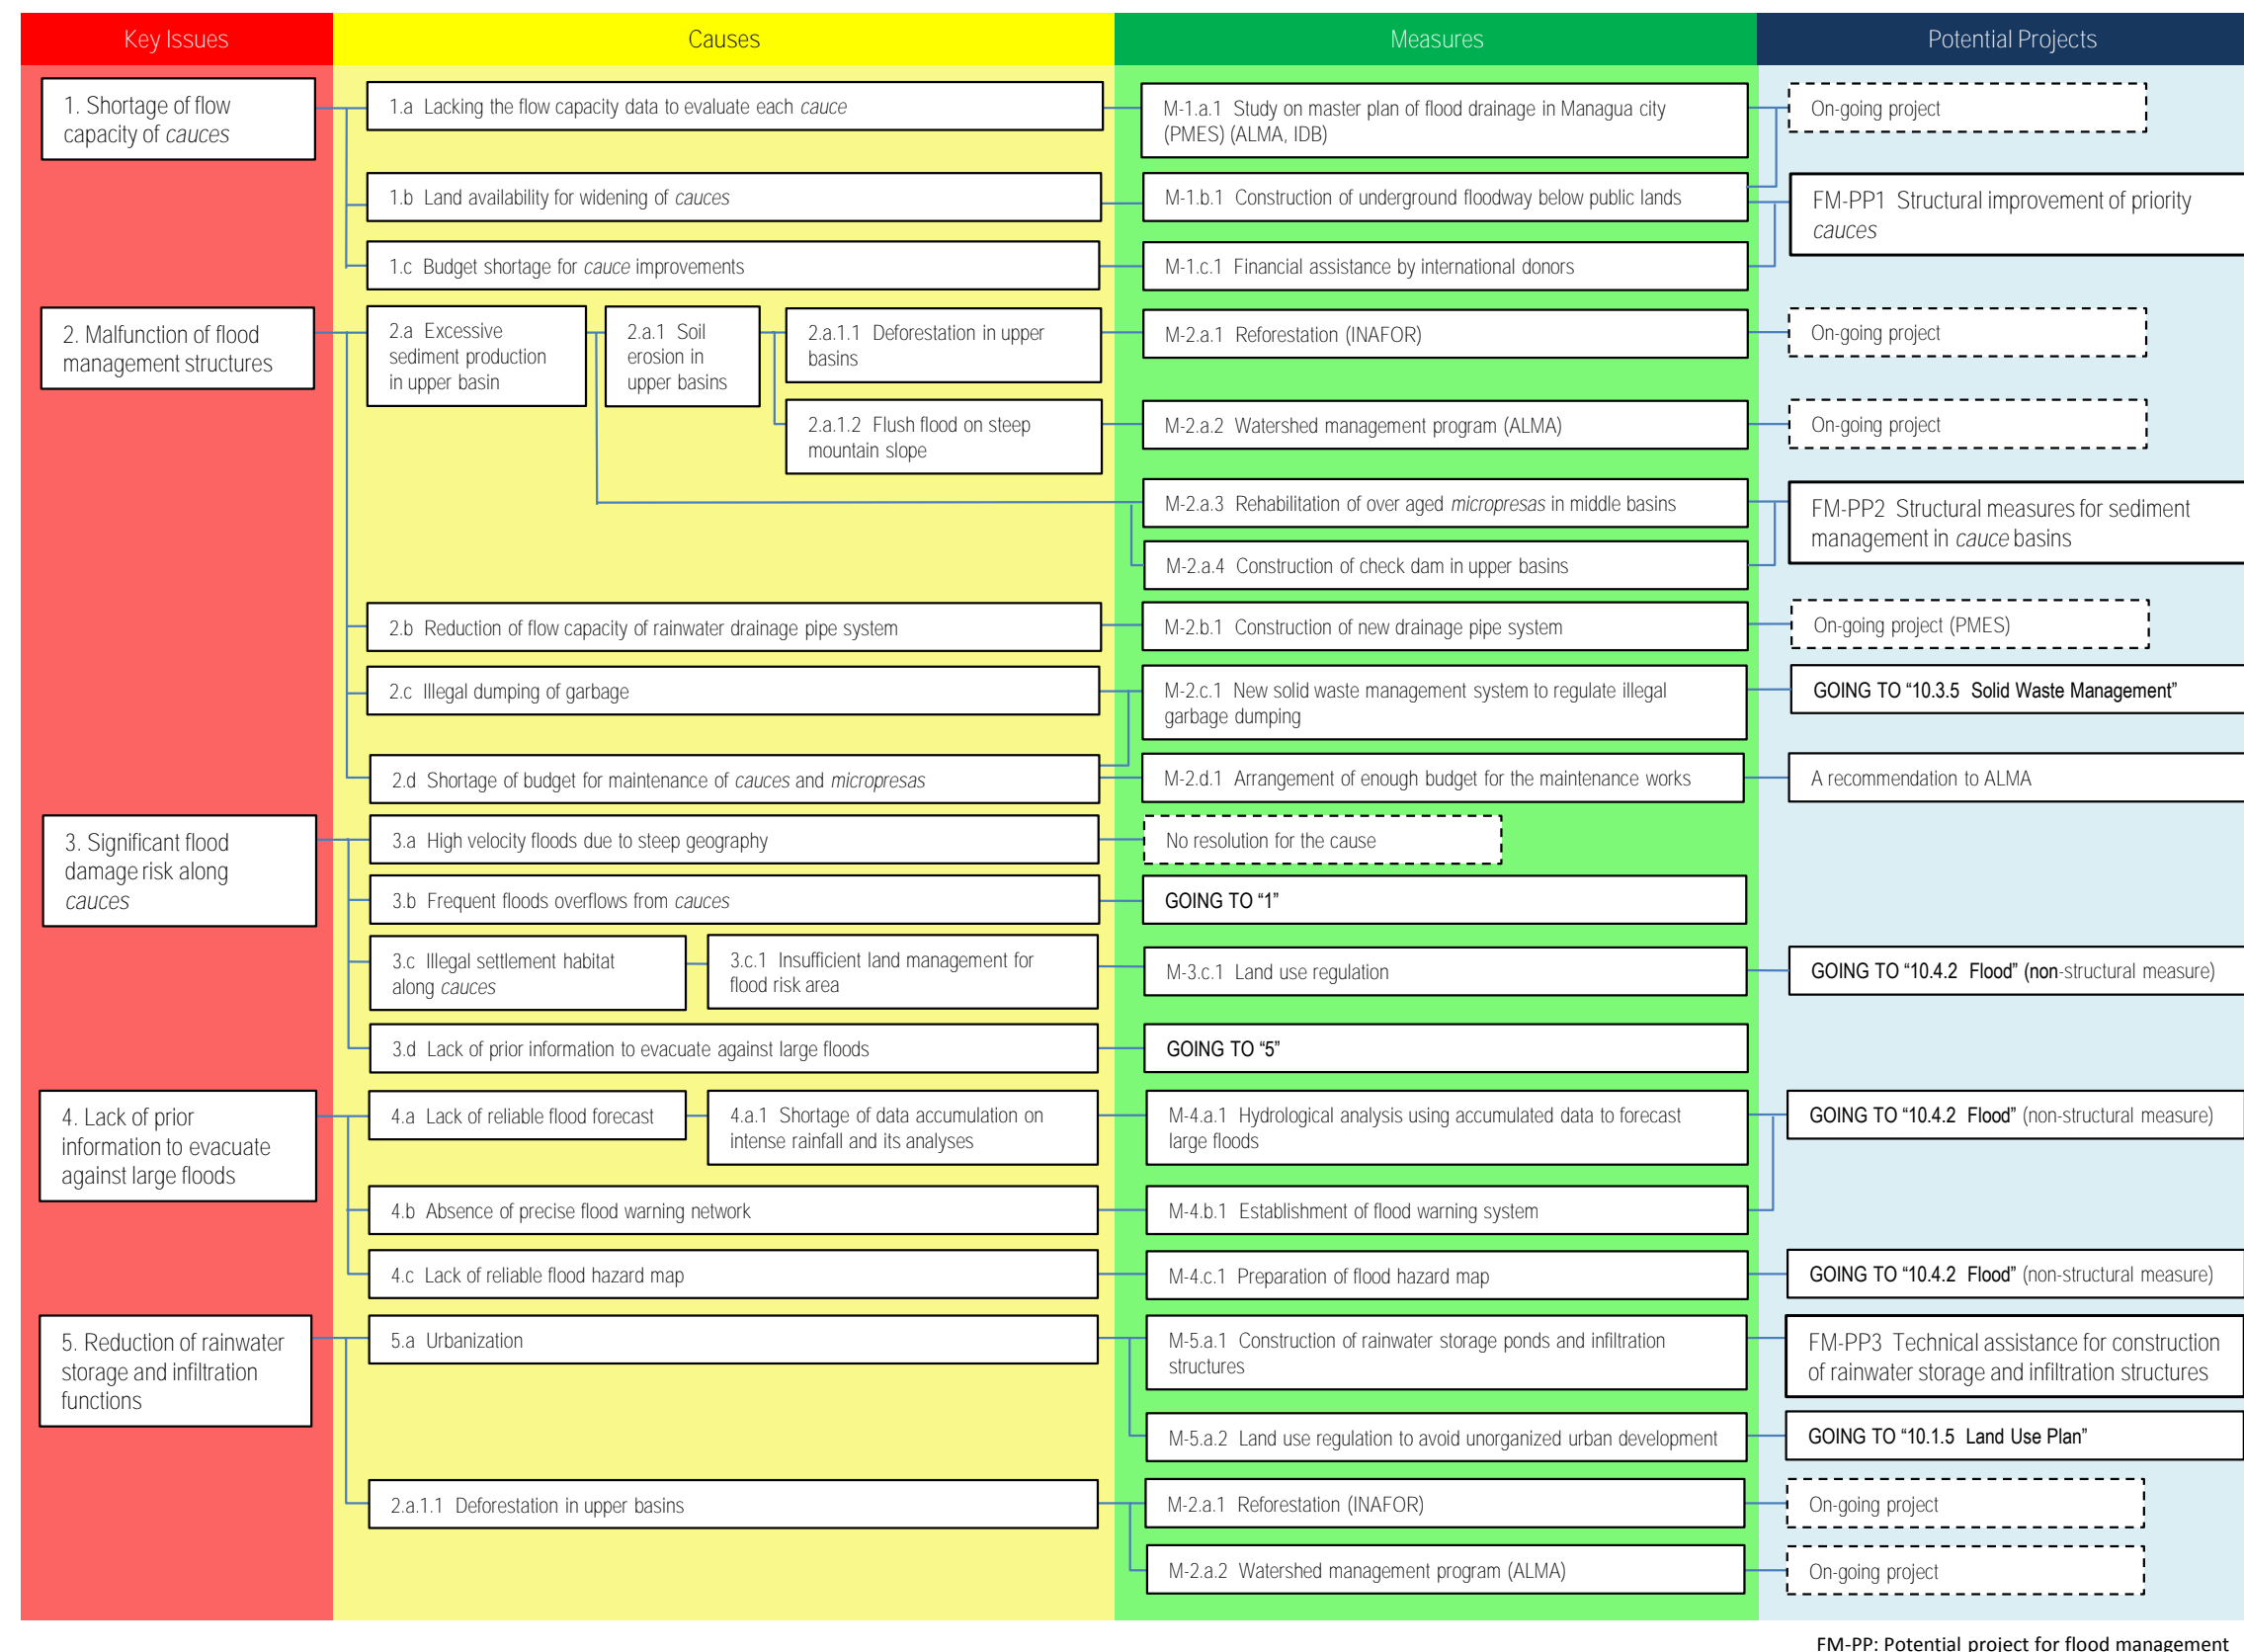 Key Issues
Causes
Measures
Potential Projects
1. Shortage of flow
capacity of cauces
1.a Lacking the flow capacity data to evaluate each cauce
M-1.a.1 Study on master plan of flood drainage in Managua city
(PMES) (ALMA, IDB)
On-going project
1.b Land availability for widening of cauces
M-1.b.1 Construction of underground floodway below public lands
FM-PP1 Structural improvement of priority
cauces
1.c Budget shortage for cauce improvements
M-1.c.1 Financial assistance by international donors
2. Malfunction of flood
management structures
2.a Excessive
sediment production
in upper basin
2.a.1 Soil
erosion in
upper basins
2.a.1.1 Deforestation in upper
basins
M-2.a.1 Reforestation (INAFOR)
On-going project
2.a.1.2 Flush flood on steep
mountain slope
M-2.a.2 Watershed management program (ALMA)
On-going project
M-2.a.3 Rehabilitation of over aged micropresas in middle basins
FM-PP2 Structural measures for sediment
management in cauce basins
M-2.a.4 Construction of check dam in upper basins
2.b Reduction of flow capacity of rainwater drainage pipe system
M-2.b.1 Construction of new drainage pipe system
On-going project (PMES)
2.c Illegal dumping of garbage
M-2.c.1 New solid waste management system to regulate illegal
garbage dumping
GOING TO “10.3.5 Solid Waste Management”
2.d Shortage of budget for maintenance of cauces and micropresas
M-2.d.1 Arrangement of enough budget for the maintenance works
A recommendation to ALMA
3. Significant flood
damage risk along
cauces
3.a High velocity floods due to steep geography
No resolution for the cause
3.b Frequent floods overflows from cauces
GOING TO “1”
3.c Illegal settlement habitat
along cauces
3.c.1 Insufficient land management for
flood risk area
M-3.c.1 Land use regulation
GOING TO “10.4.2 Flood” (non-structural measure)
3.d Lack of prior information to evacuate against large floods
GOING TO “5”
4. Lack of prior
information to evacuate
against large floods
4.a Lack of reliable flood forecast
4.a.1 Shortage of data accumulation on
intense rainfall and its analyses
M-4.a.1 Hydrological analysis using accumulated data to forecast
large floods
GOING TO “10.4.2 Flood” (non-structural measure)
4.b Absence of precise flood warning network
M-4.b.1 Establishment of flood warning system
4.c Lack of reliable flood hazard map
M-4.c.1 Preparation of flood hazard map
GOING TO “10.4.2 Flood” (non-structural measure)
5. Reduction of rainwater
storage and infiltration
functions
5.a Urbanization
M-5.a.1 Construction of rainwater storage ponds and infiltration
structures
FM-PP3 Technical assistance for construction
of rainwater storage and infiltration structures
M-5.a.2 Land use regulation to avoid unorganized urban development
GOING TO “10.1.5 Land Use Plan”
2.a.1.1 Deforestation in upper basins
M-2.a.1 Reforestation (INAFOR)
On-going project
M-2.a.2 Watershed management program (ALMA)
On-going project
FM-PP: Potential project for flood management